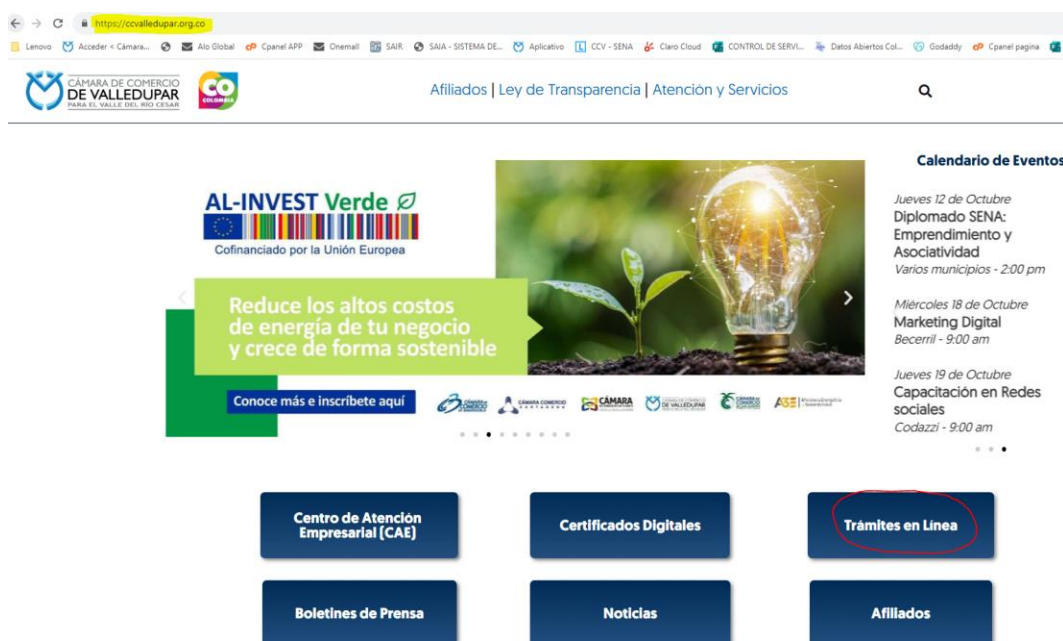 https://ccvalledupar.org.co
Lenovo Acceder < Cámara... Alo Global Cpanel APP Onemall SAIR SAIA - SISTEMA DE... Aplicativo CCV - SENA Claro Cloud CONTROL DE SERVI... Datos Abiertos Col... Godaddy Cpanel pagina
CÁMARA DE COMERCIO
DE VALLEDUPAR
PARA EL VALLE DEL RÍO CESAR
CO
COLOMBIA
Afiliados | Ley de Transparencia | Atención y Servicios
Calendario de Eventos
AL-INVEST Verde
Cofinanciado por la Unión Europea
Reduce los altos costos
de energía de tu negocio
y crece de forma sostenible
Conoce más e inscríbete aquí
CÁMARA
DE VALLEDUPAR
Jueves 12 de Octubre
Diplomado SENA:
Emprendimiento y
Asociatividad
Varios municipios - 2:00 pm
Miércoles 18 de Octubre
Marketing Digital
Becerril - 9:00 am
Jueves 19 de Octubre
Capacitación en Redes
sociales
Codazzi - 9:00 am
Centro de Atención
Empresarial (CAE)
Certificados Digitales
Trámites en Línea
Boletines de Prensa
Noticias
Afiliados